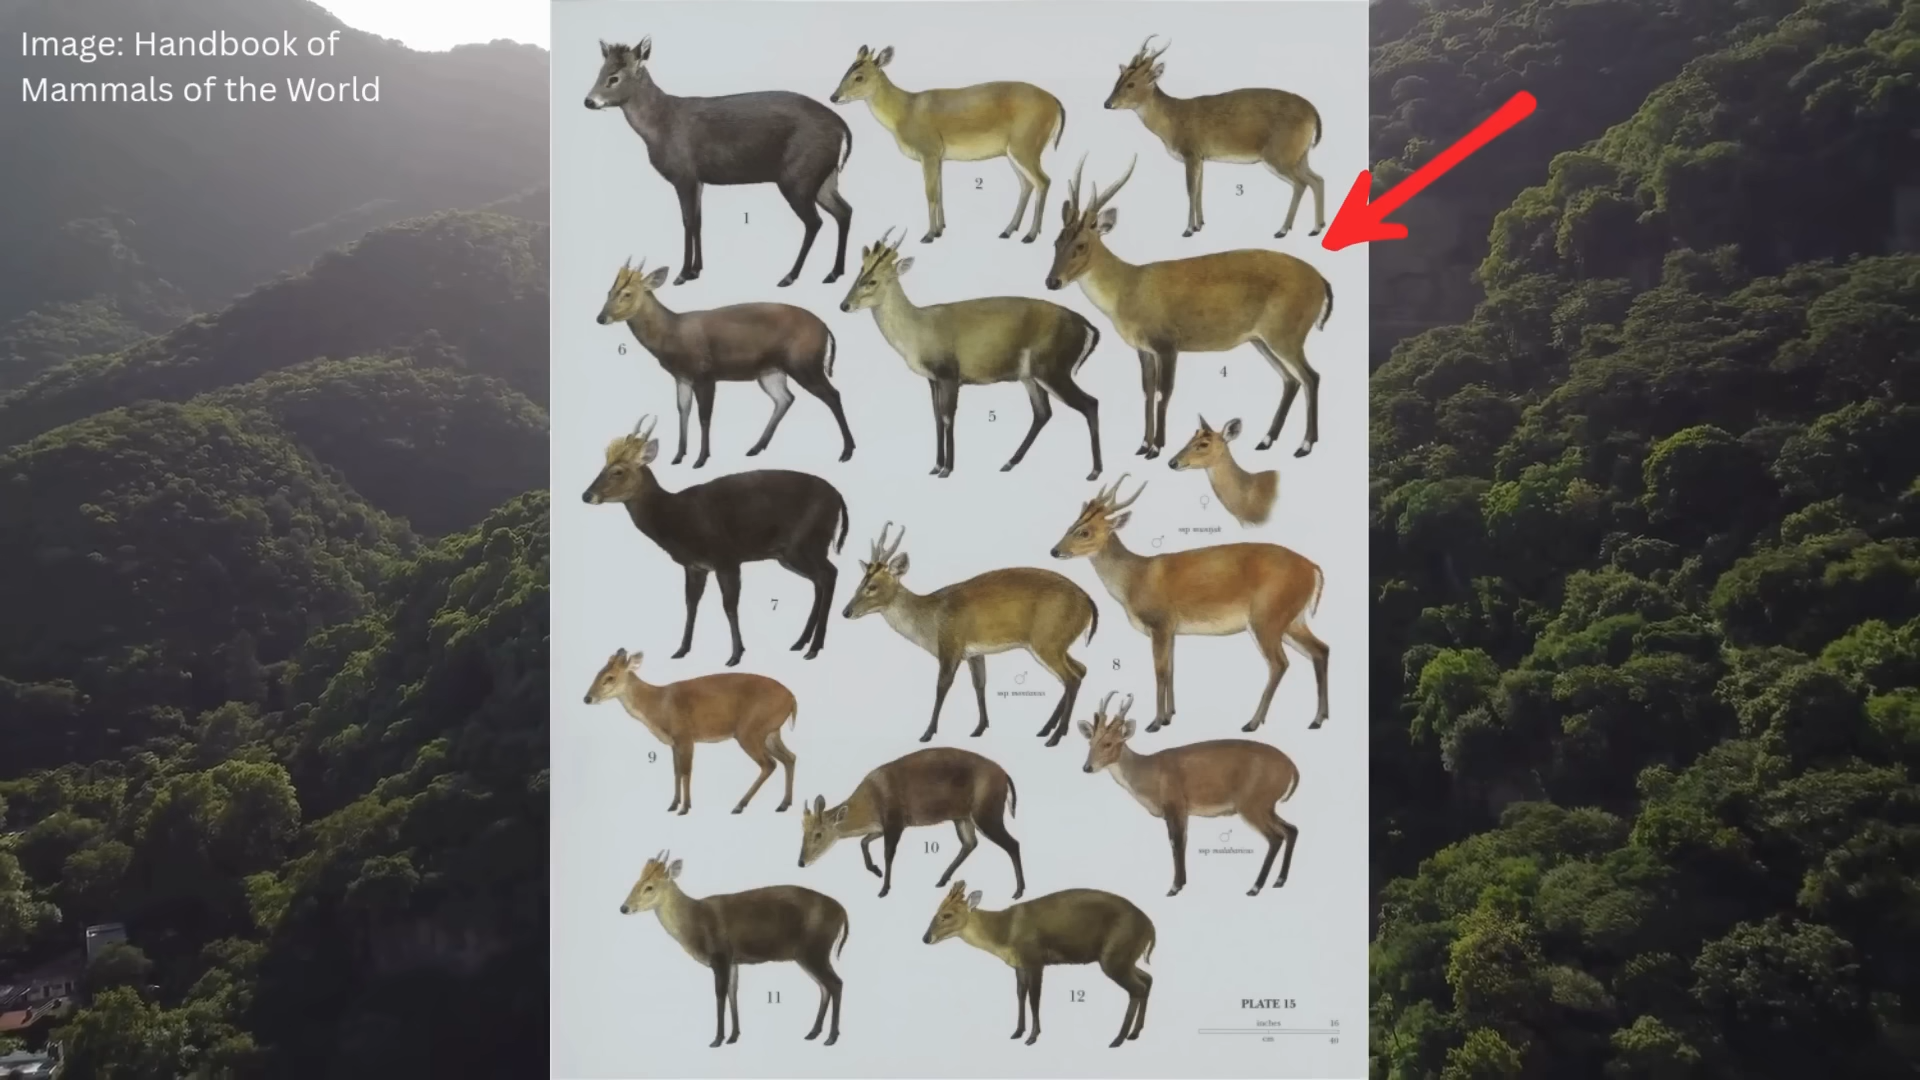 Image: Handbook of
Mammals of the World
1
2
3
4
5
6
7
8
9
10
11
12
♀
ssp muntjak
♂
♂
ssp montanus
♂
ssp malabaricus
PLATE 15
inches 16
cm 40